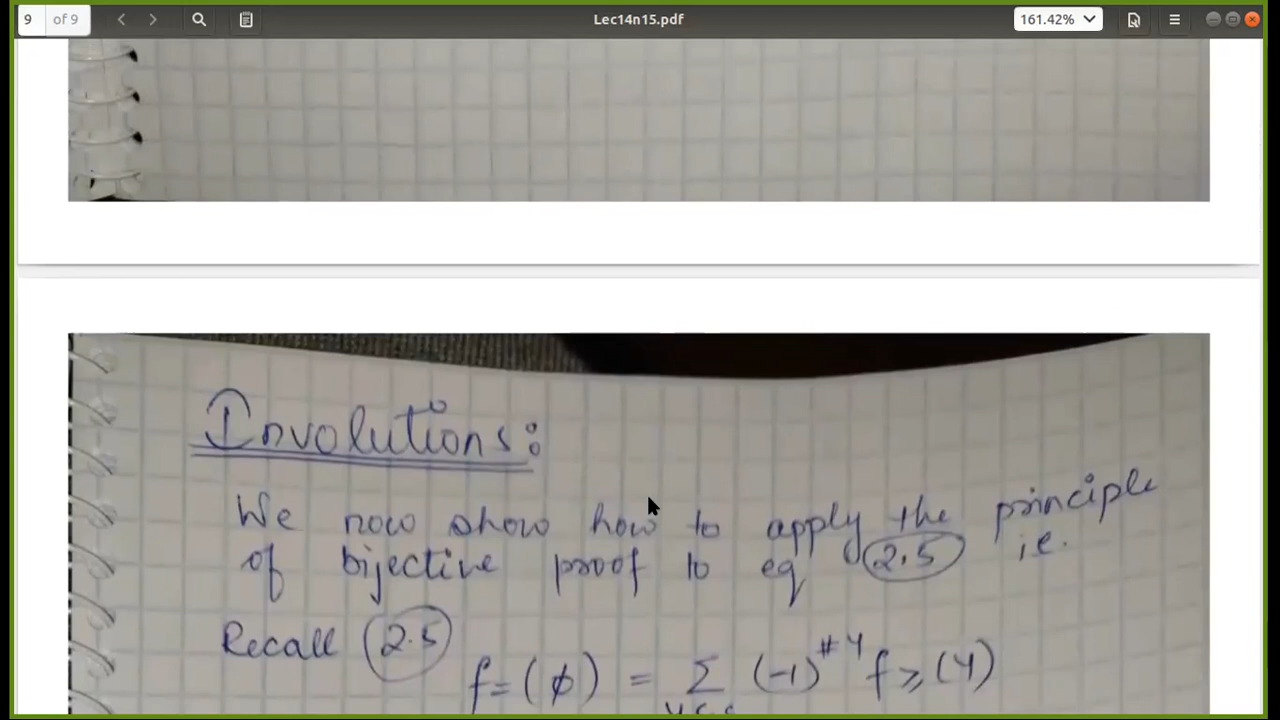 9 of 9
Lec14n15.pdf
161.42%
Involutions:
We now show how to apply the principle
of bijective proof to eq 2.5 i.e.
Recall (2.5)
f=(φ) = Σ (-1)^#Y f≥(Y)